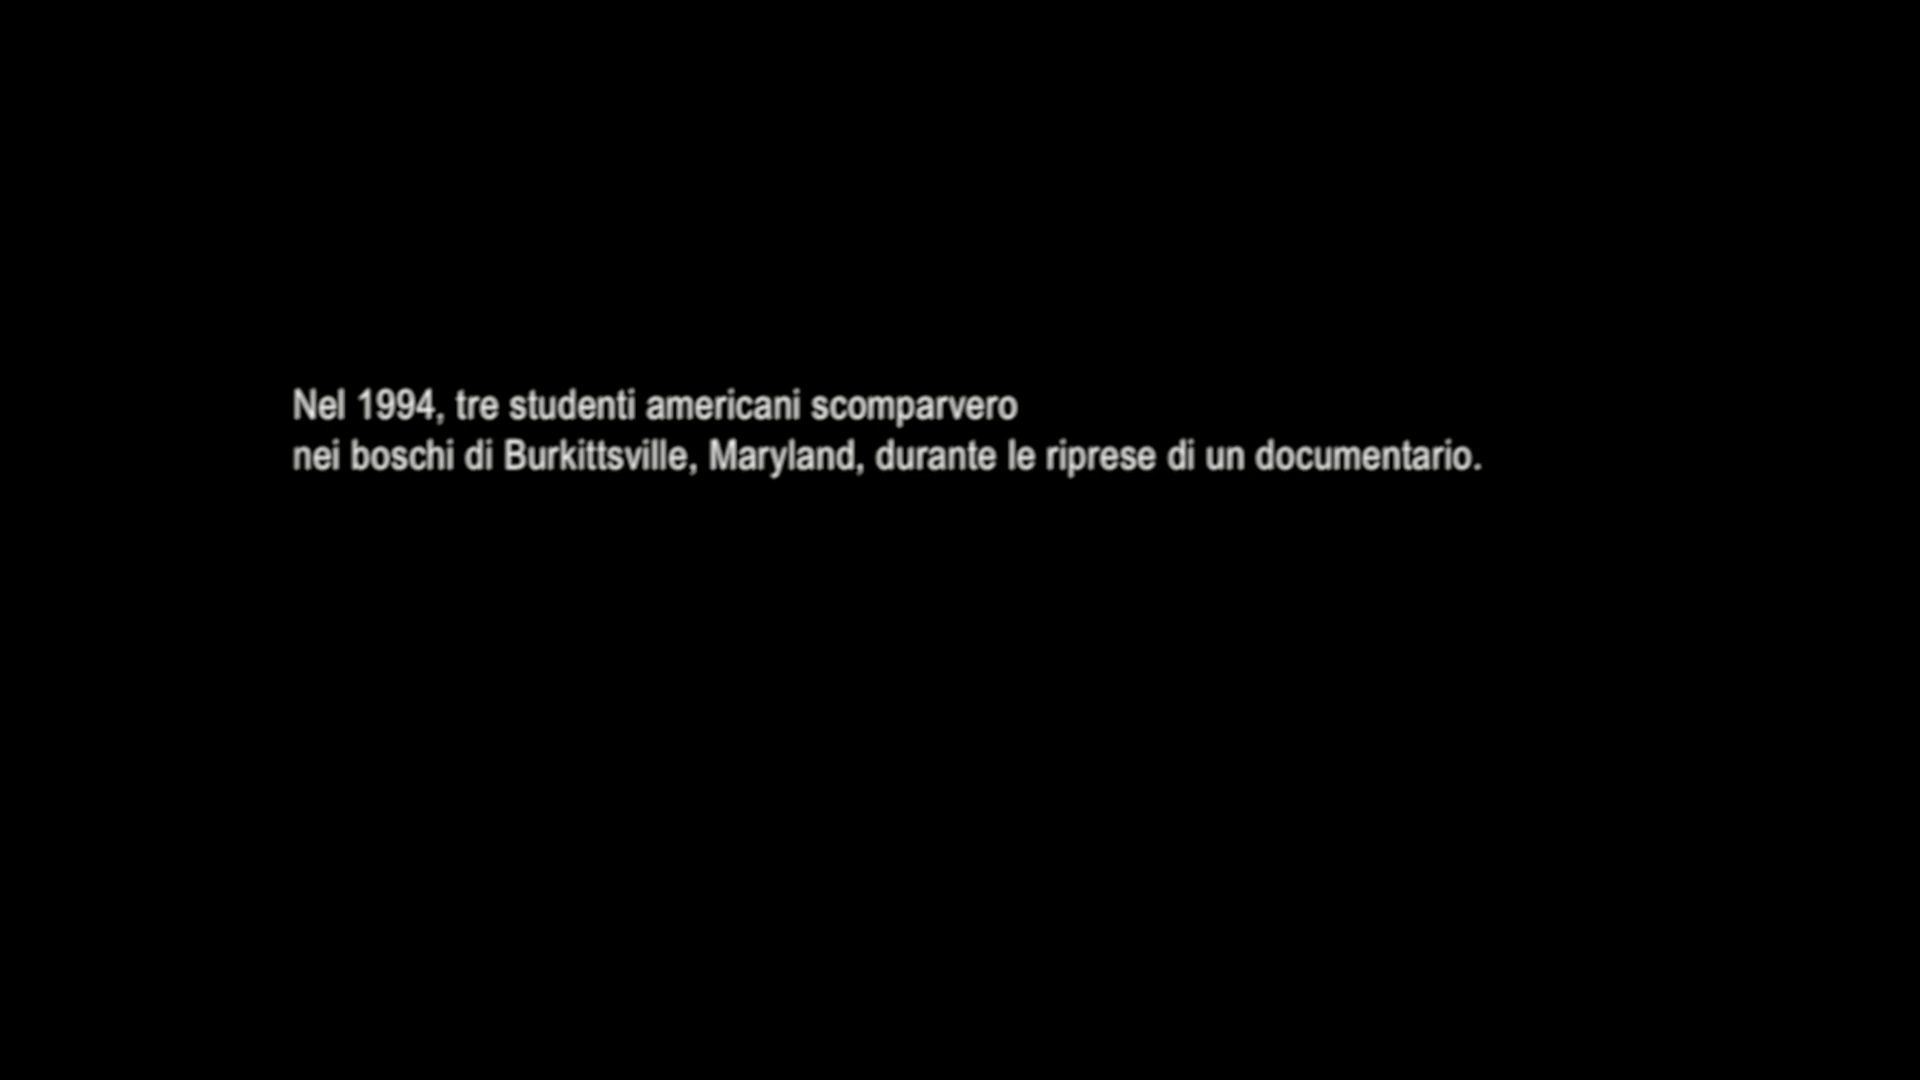 Nel 1994, tre studenti americani scomparvero
nei boschi di Burkittsville, Maryland, durante le riprese di un documentario.